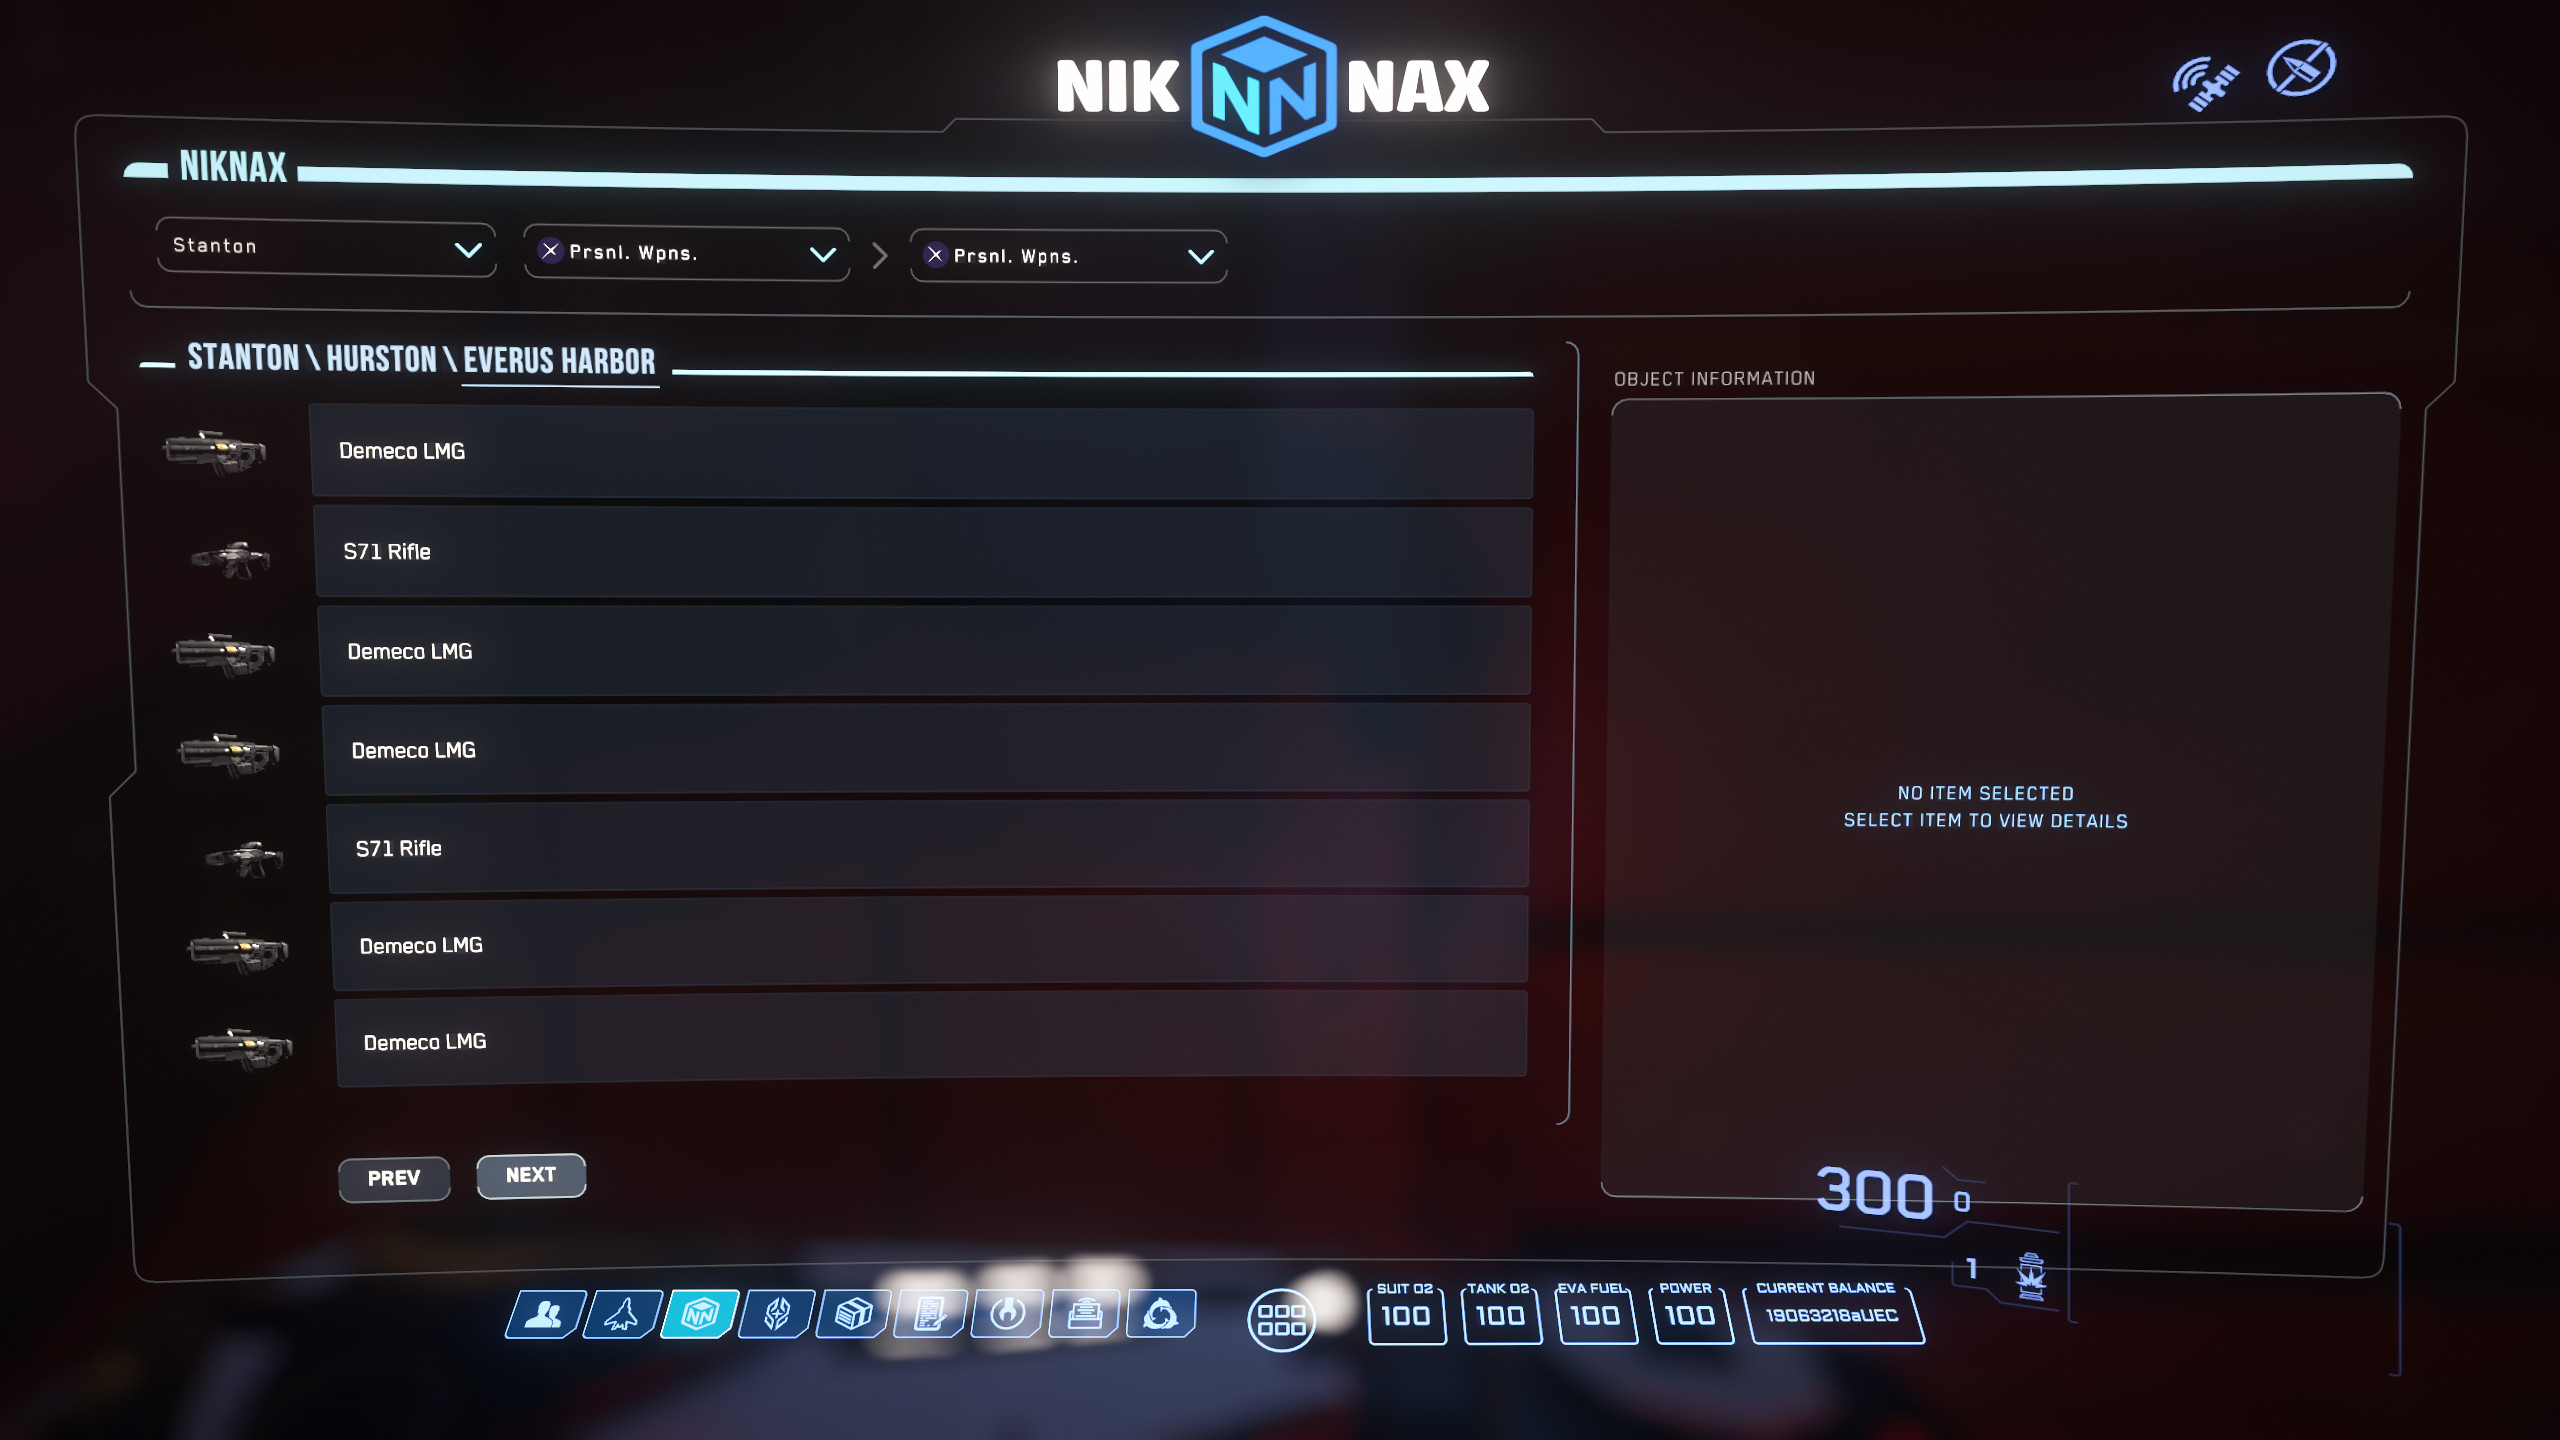 NIK NN NAX
NIKNAX
Stanton
Prsnl. Wpns.
Prsnl. Wpns.
STANTON \ HURSTON \ EVERUS HARBOR
OBJECT INFORMATION
Demeco LMG
S71 Rifle
Demeco LMG
Demeco LMG
S71 Rifle
Demeco LMG
Demeco LMG
NO ITEM SELECTED
SELECT ITEM TO VIEW DETAILS
PREV
NEXT
300 0
1
NN
SUIT O2
100
TANK O2
100
EVA FUEL
100
POWER
100
CURRENT BALANCE
19063218aUEC